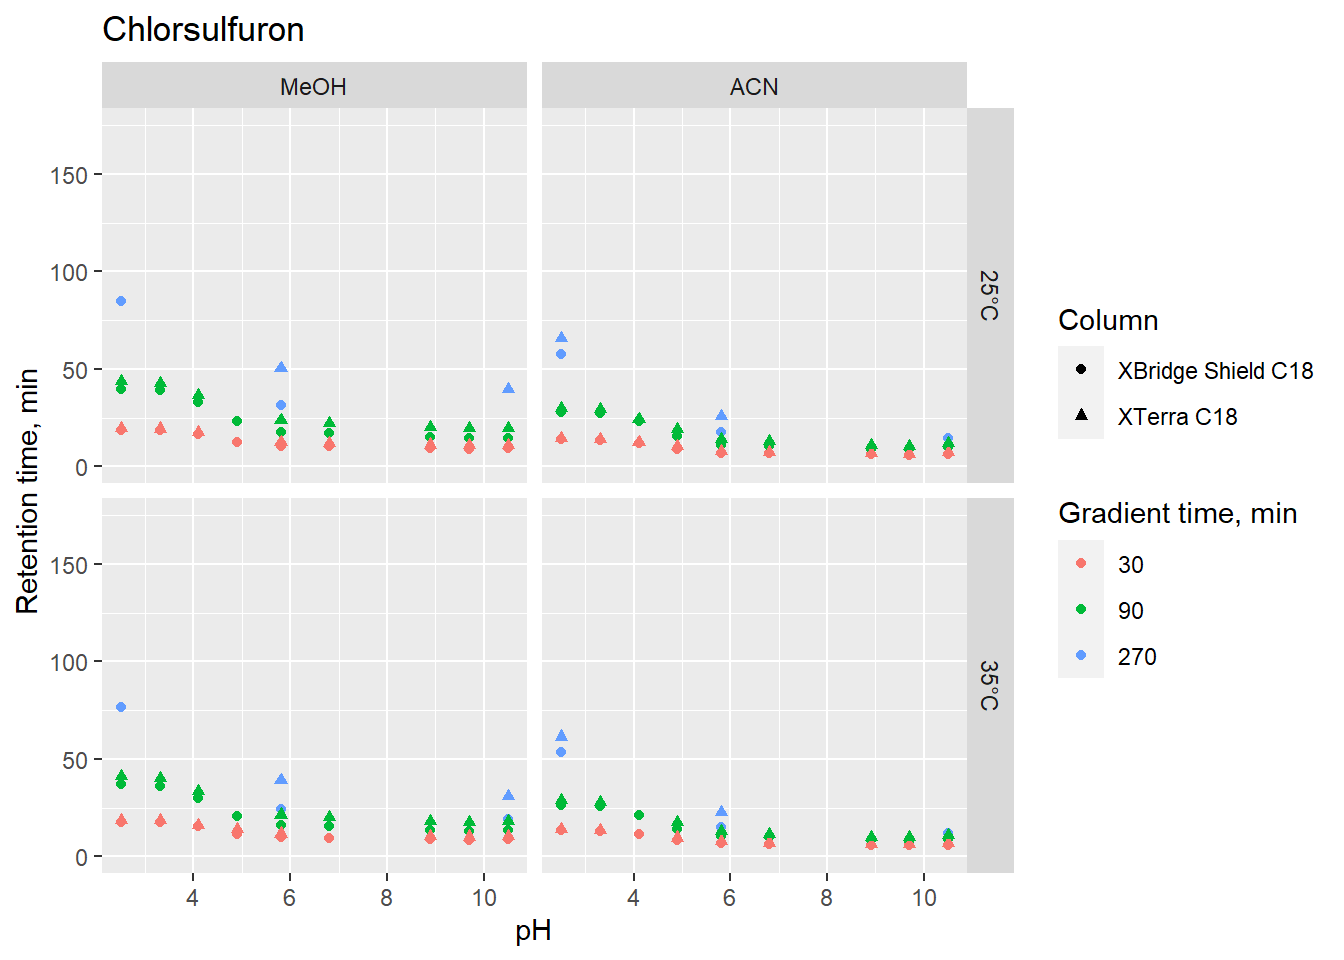 Chlorsulfuron
MeOH
ACN
150
100
50
0
25°C
150
100
50
0
35°C
4
6
8
10
4
6
8
10
pH
Retention time, min
Column
XBridge Shield C18
XTerra C18
Gradient time, min
30
90
270